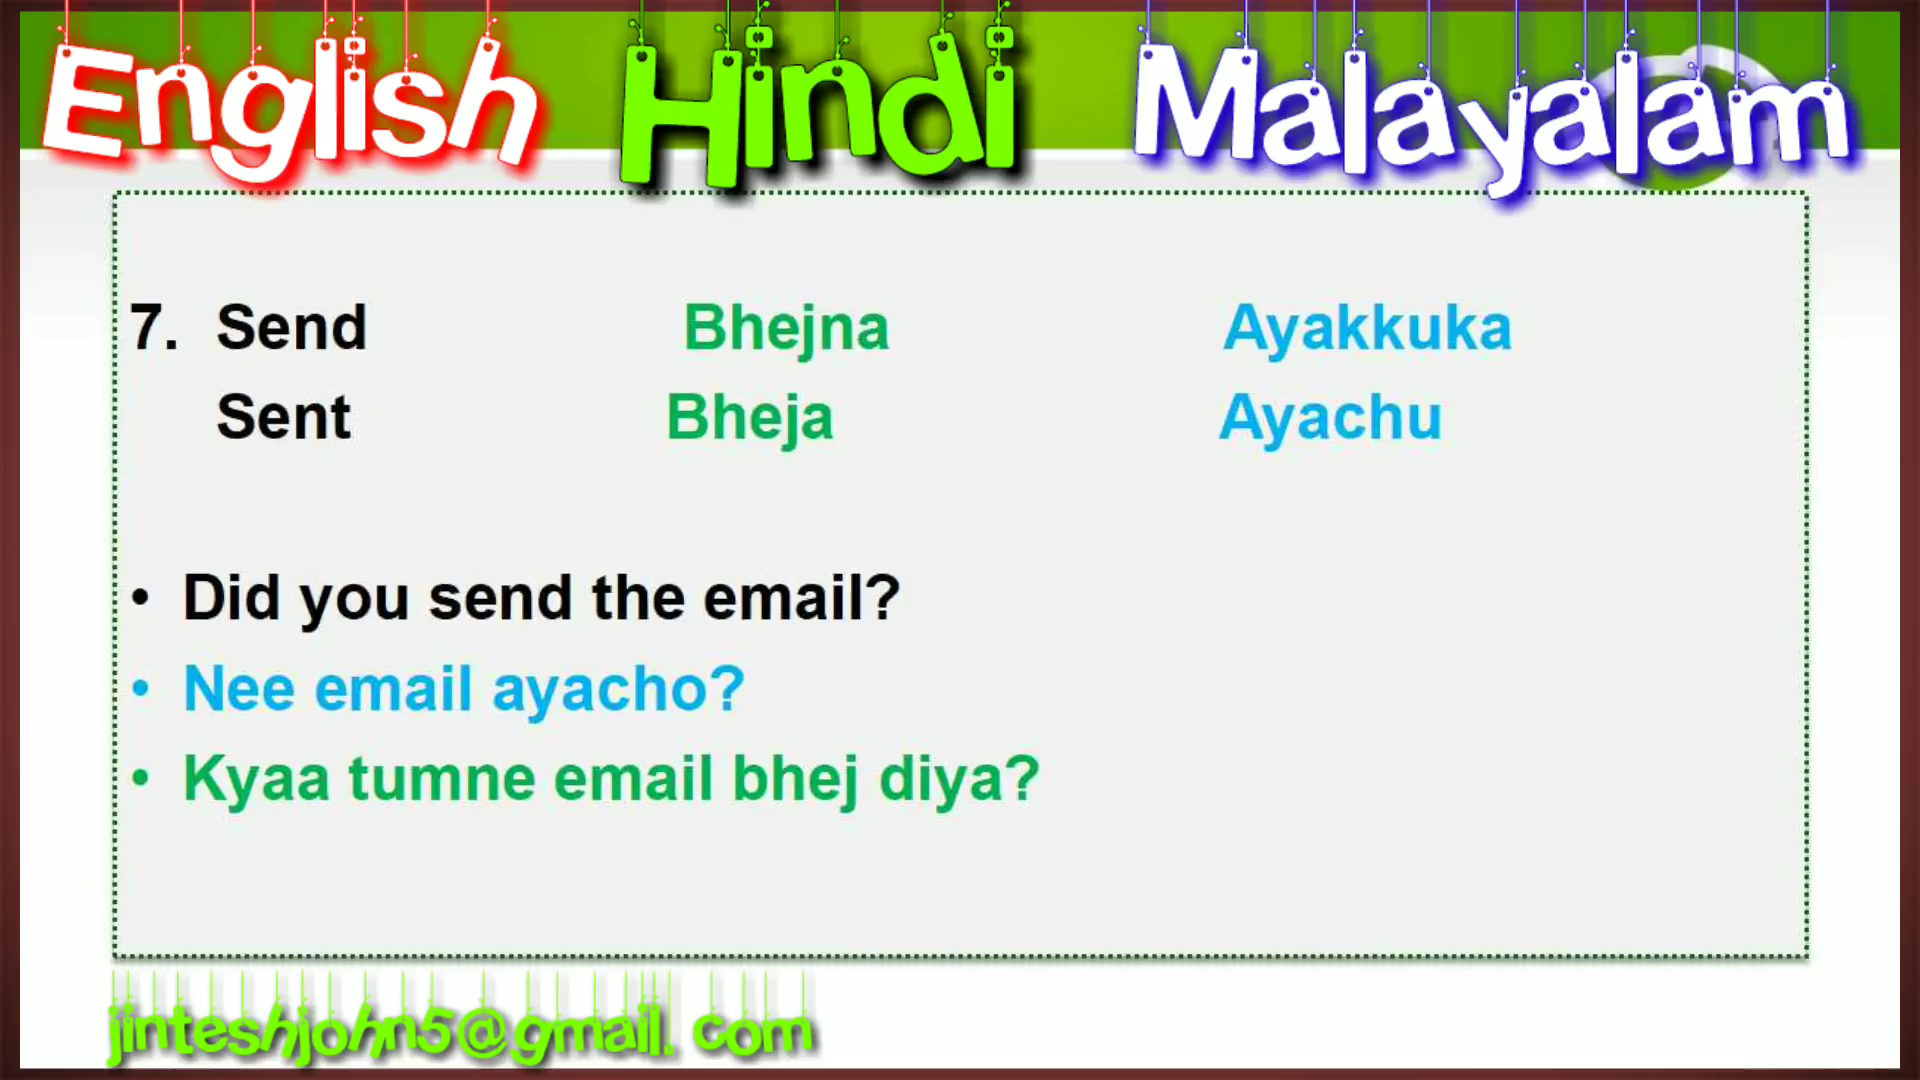 English Hindi Malayalam
7. Send Bhejna Ayakkuka
Sent Bheja Ayachu
• Did you send the email?
• Nee email ayacho?
• Kyaa tumne email bhej diya?
jinteshjohn5@gmail. com